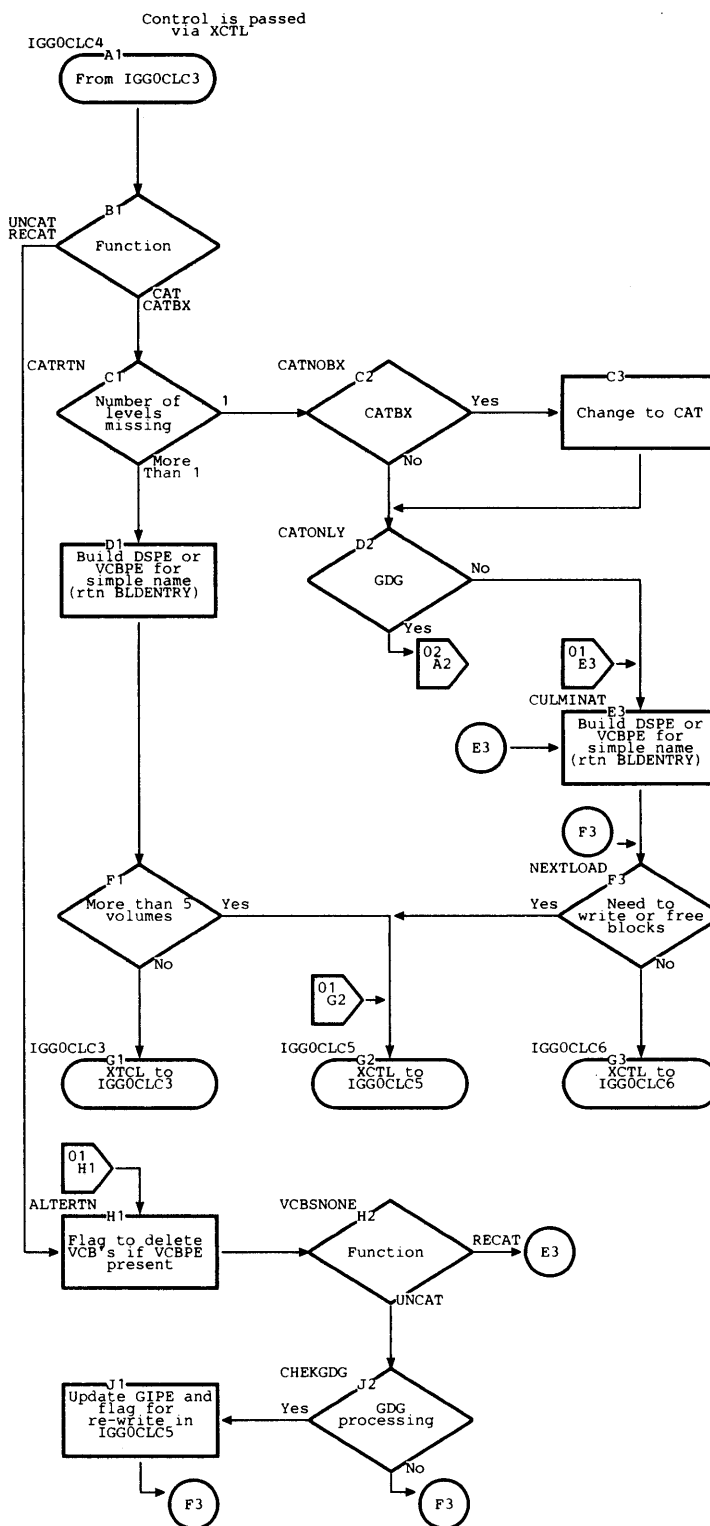 Control is passed
via XCTL
IGG0CLC4
A1
From IGG0CLC3
B1
UNCAT
RECAT
Function
CAT
CATBX
CATRTN
C1
Number of
levels
missing
1
More
Than 1
CATNOBX
C2
CATBX
Yes
No
C3
Change to CAT
D1
Build DSPE or
VCBPE for
simple name
(rtn BLDENTRY)
CATONLY
D2
GDG
No
Yes
02
A2
01
E3
CULMINAT
E3
Build DSPE or
VCBPE for
simple name
(rtn BLDENTRY)
E3
F3
NEXTLOAD
F1
More than 5
volumes
Yes
No
F3
Need to
write or free
blocks
Yes
No
01
G2
IGG0CLC3
G1
XTCL to
IGG0CLC3
IGG0CLC5
G2
XCTL to
IGG0CLC5
IGG0CLC6
G3
XCTL to
IGG0CLC6
01
H1
ALTERTN
H1
Flag to delete
VCB's if VCBPE
present
VCBSNONE
H2
Function
RECAT
E3
UNCAT
CHEKGDG
J1
Update GIPE and
flag for
re-write in
IGG0CLC5
J2
GDG
processing
Yes
No
F3
F3